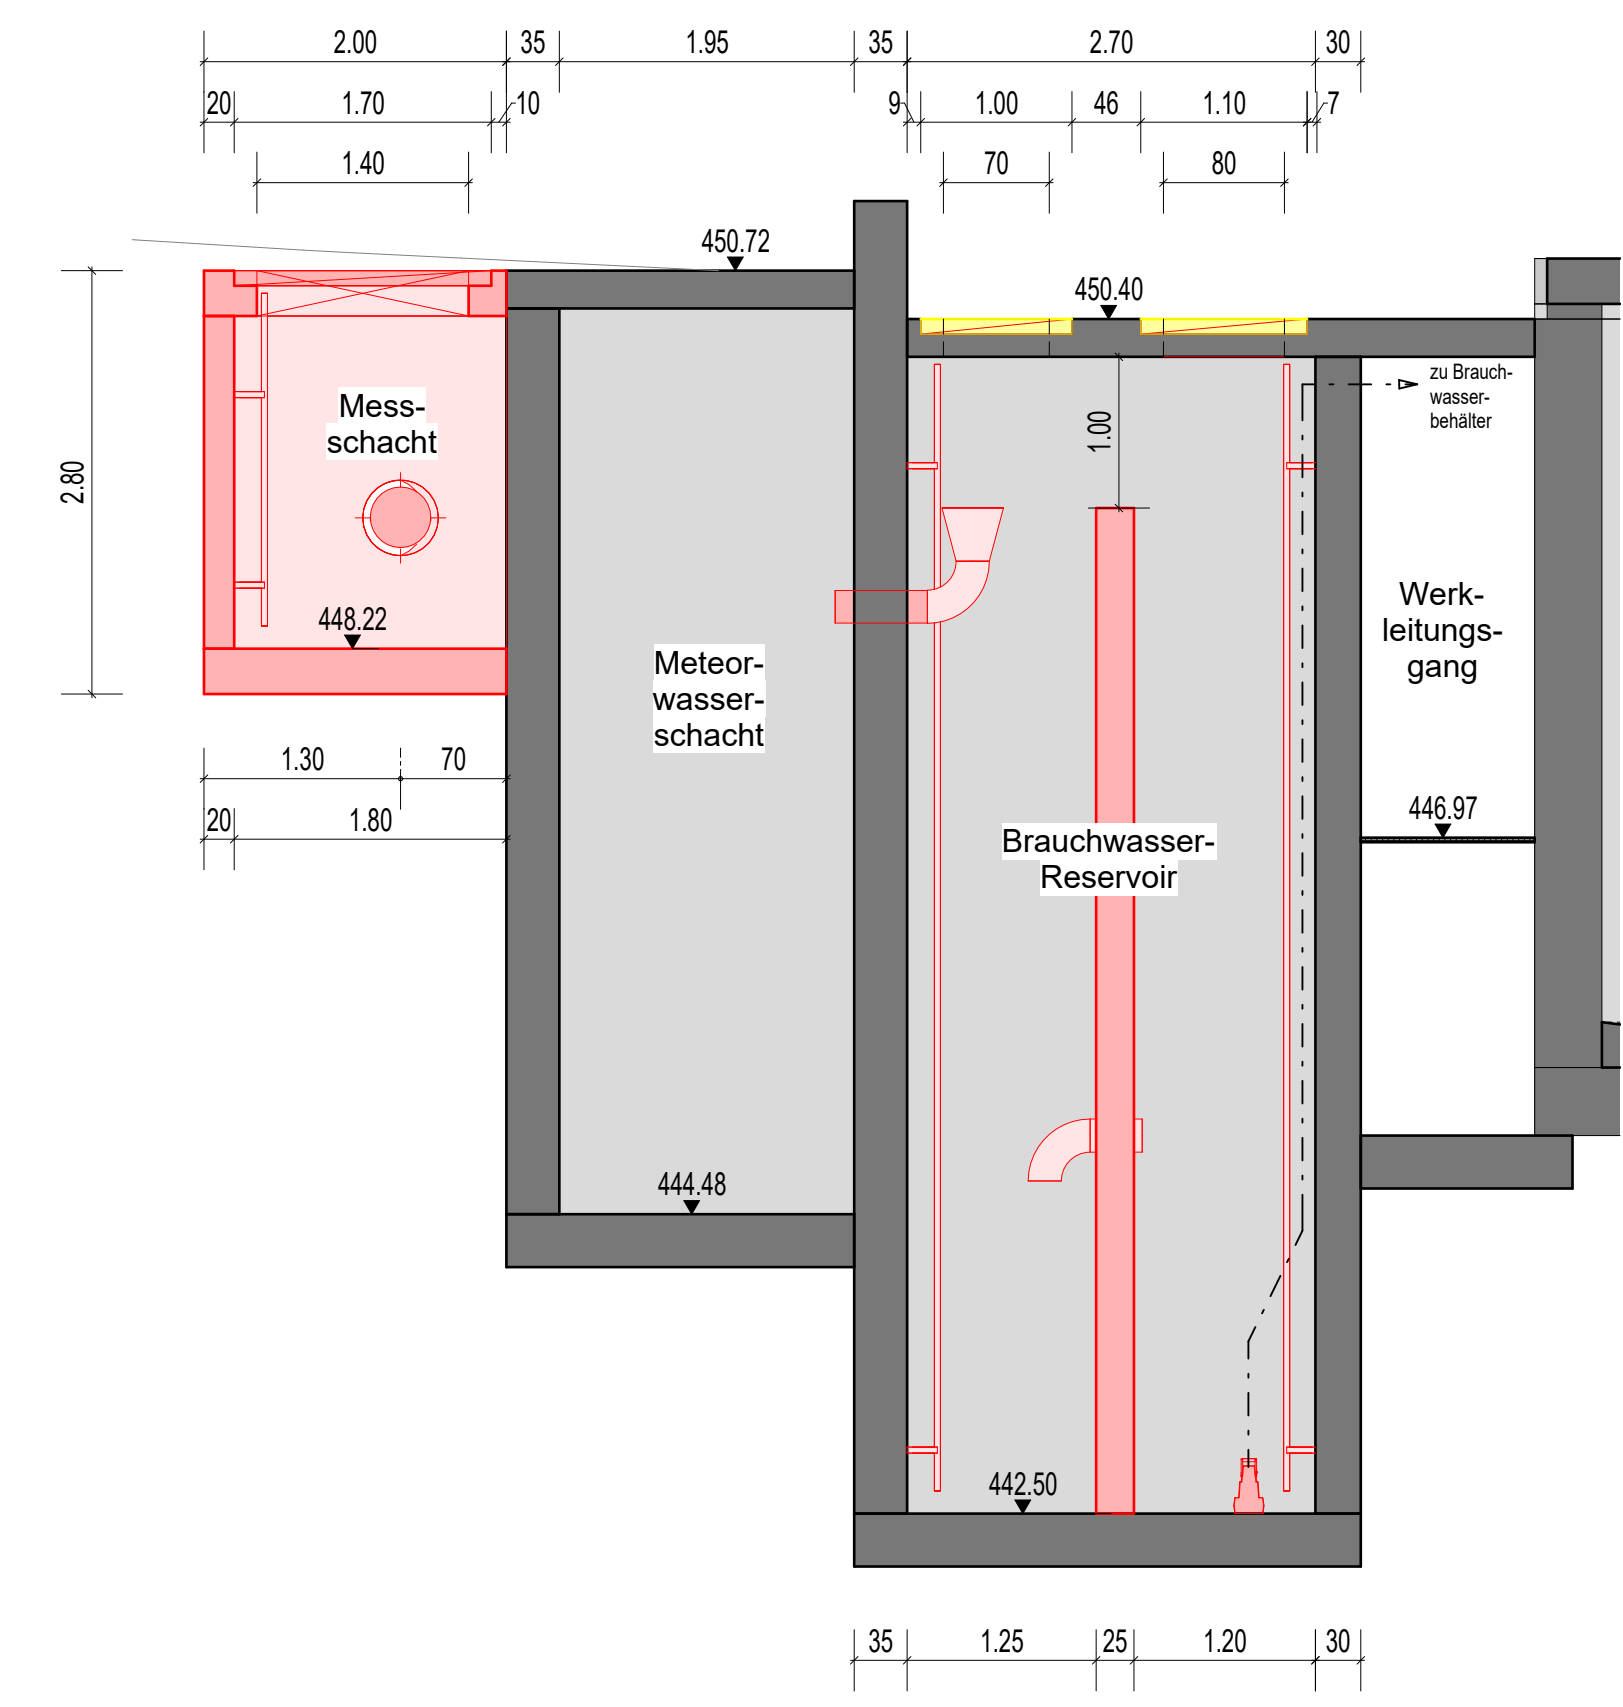 2.00 35 1.95 35 2.70 30
20 1.70 10 9 1.00 46 1.10 7
1.40 70 80
450.72
450.40
zu Brauch-
wasser-
behälter
Mess-
schacht
1.00
2.80
448.22
Werk-
leitungs-
gang
Meteor-
wasser-
schacht
1.30 70
20 1.80
446.97
Brauchwasser-
Reservoir
444.48
442.50
35 1.25 25 1.20 30